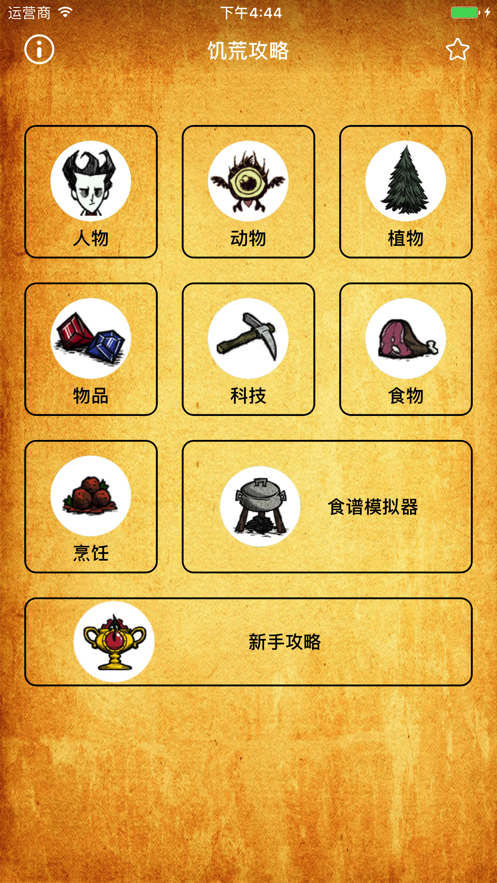 运营商 下午4:44
饥荒攻略
人物 动物 植物
物品 科技 食物
烹饪 食谱模拟器
新手攻略